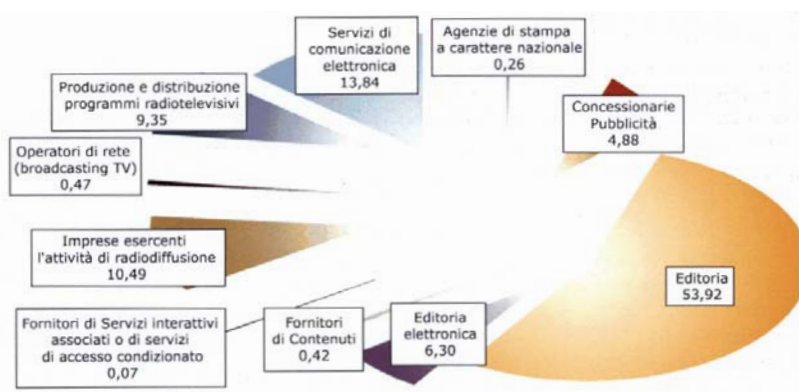 Servizi di
comunicazione
elettronica
13,84
Agenzie di stampa
a carattere nazionale
0,26
Produzione e distribuzione
programmi radiotelevisivi
9,35
Concessionarie
Pubblicità
4,88
Operatori di rete
(broadcasting TV)
0,47
Imprese esercenti
l'attività di radiodiffusione
10,49
Editoria
53,92
Fornitori di Servizi interattivi
associati o di servizi
di accesso condizionato
0,07
Fornitori
di Contenuti
0,42
Editoria
elettronica
6,30